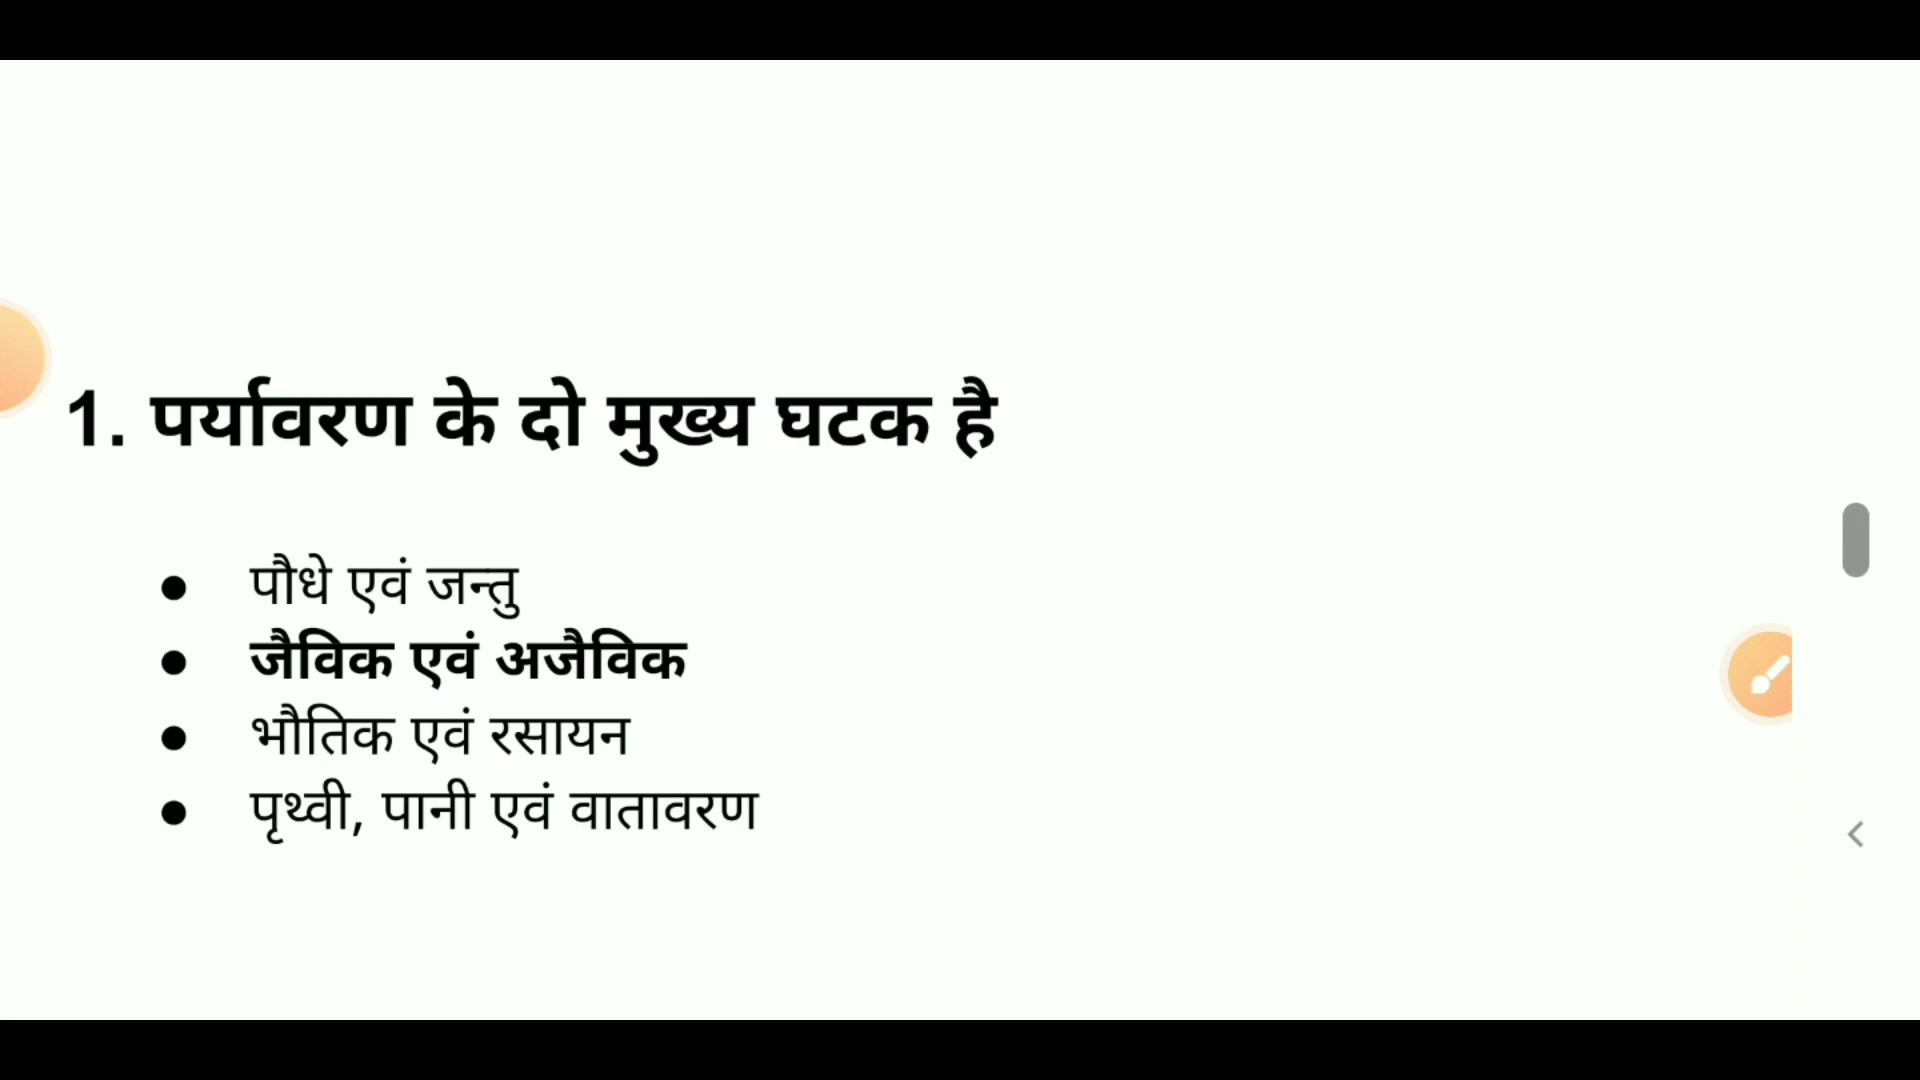 1. पर्यावरण के दो मुख्य घटक है
● पौधे एवं जन्तु
● जैविक एवं अजैविक
● भौतिक एवं रसायन
● पृथ्वी, पानी एवं वातावरण